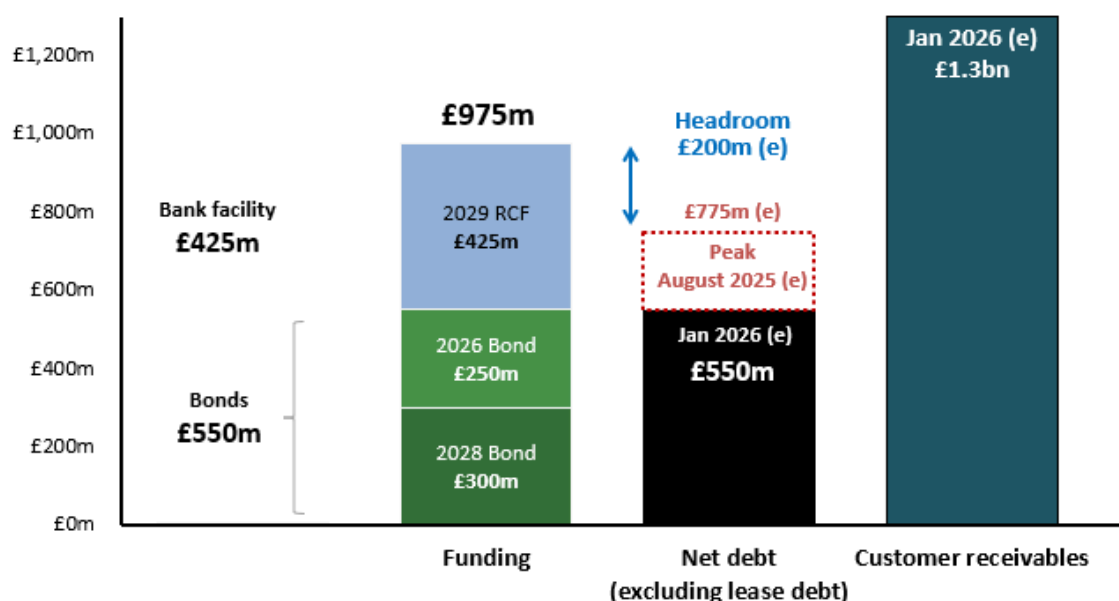 £1,200m
£1,000m
£800m
£600m
£400m
£200m
£0m
Bank facility
£425m
Bonds
£550m
£975m
2029 RCF
£425m
2026 Bond
£250m
2028 Bond
£300m
Headroom
£200m (e)
£775m (e)
Peak
August 2025 (e)
Jan 2026 (e)
£550m
Jan 2026 (e)
£1.3bn
Funding
Net debt
(excluding lease debt)
Customer receivables